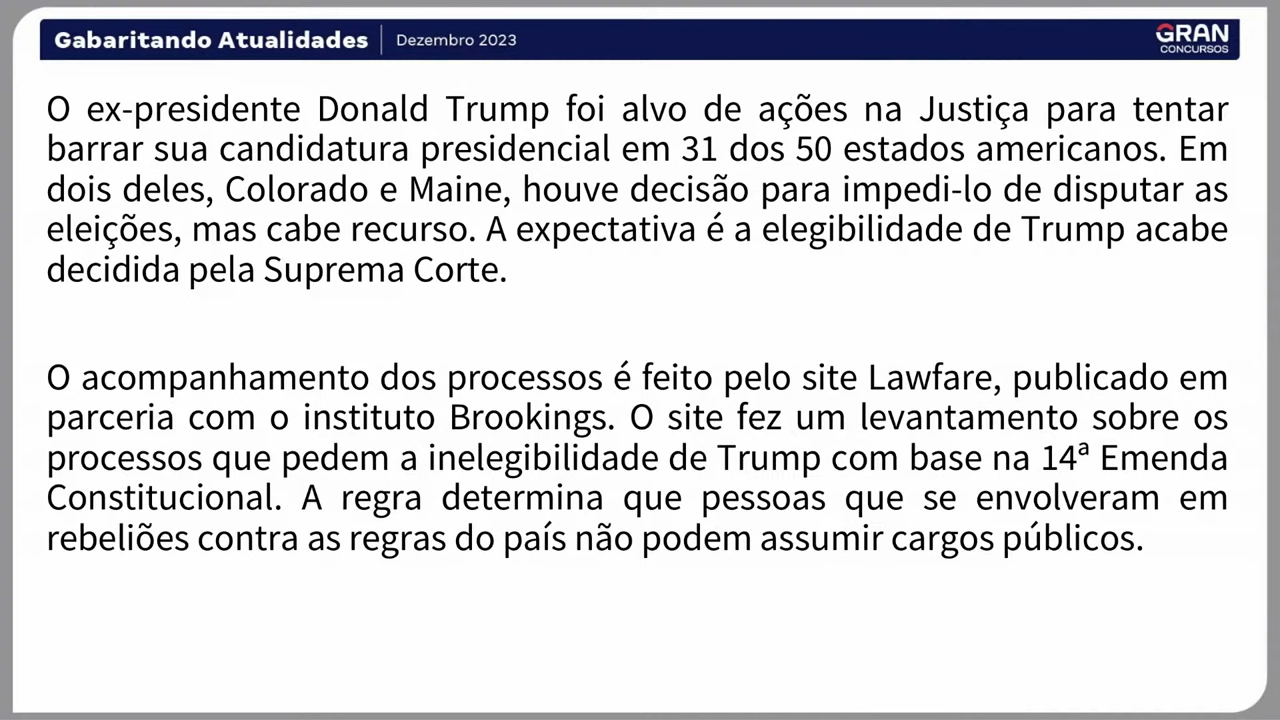 Gabaritando Atualidades
Dezembro 2023
GRAN
CONCURSOS
O ex-presidente Donald Trump foi alvo de ações na Justiça para tentar
barrar sua candidatura presidencial em 31 dos 50 estados americanos. Em
dois deles, Colorado e Maine, houve decisão para impedi-lo de disputar as
eleições, mas cabe recurso. A expectativa é a elegibilidade de Trump acabe
decidida pela Suprema Corte.
O acompanhamento dos processos é feito pelo site Lawfare, publicado em
parceria com o instituto Brookings. O site fez um levantamento sobre os
processos que pedem a inelegibilidade de Trump com base na 14ª Emenda
Constitucional. A regra determina que pessoas que se envolveram em
rebeliões contra as regras do país não podem assumir cargos públicos.